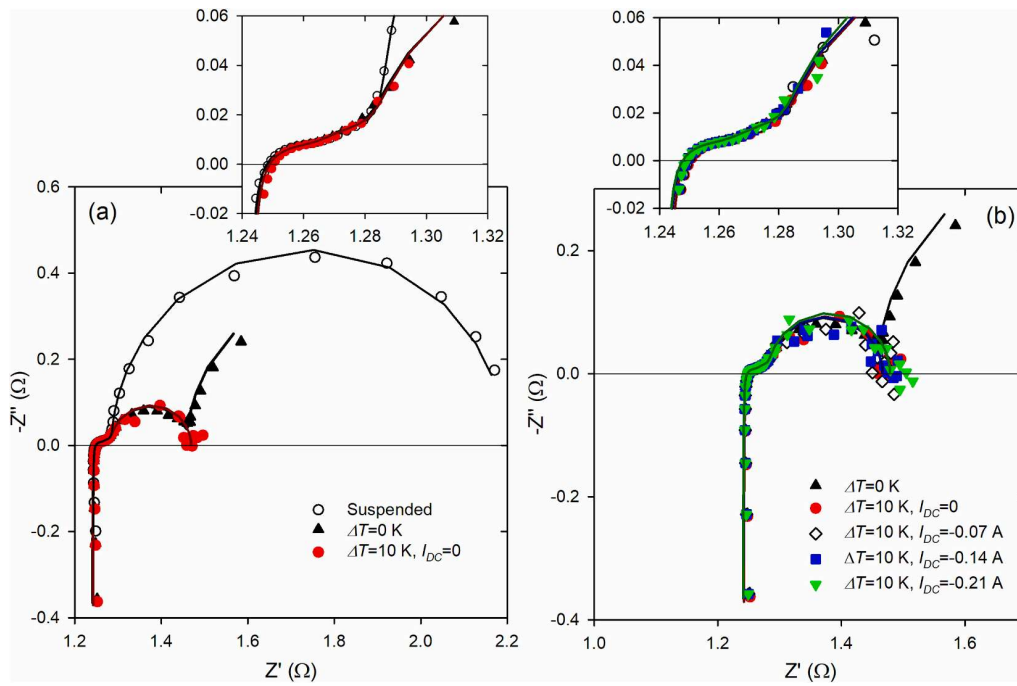 0.06
0.04
0.02
0.00
-0.02
1.24 1.26 1.28 1.30 1.32
(a)
0.6
0.4
0.2
0.0
-0.2
-0.4
-Z'' (Ω)
Suspended
ΔT=0 K
ΔT=10 K, I_DC=0
1.2 1.4 1.6 1.8 2.0 2.2
Z' (Ω)
0.06
0.04
0.02
0.00
-0.02
1.24 1.26 1.28 1.30 1.32
(b)
0.2
0.0
-0.2
-0.4
-Z'' (Ω)
ΔT=0 K
ΔT=10 K, I_DC=0
ΔT=10 K, I_DC=-0.07 A
ΔT=10 K, I_DC=-0.14 A
ΔT=10 K, I_DC=-0.21 A
1.0 1.2 1.4 1.6
Z' (Ω)